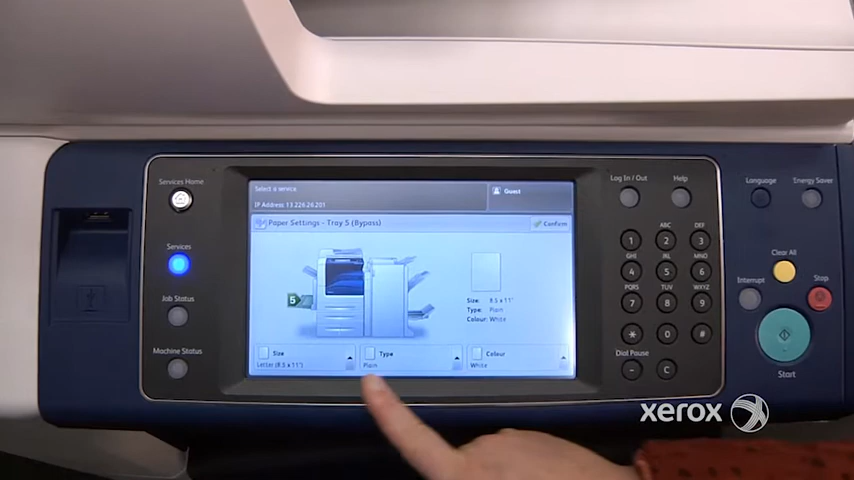 Services Home
Services
Job Status
Machine Status
Select a service.
Guest
IP Address: 13.226.26.201
Paper Settings - Tray 5 (Bypass)
Confirm
5
Size: 8.5 x 11"
Type: Plain
Colour: White
Size
Letter (8.5 x 11")
Type
Plain
Colour
White
Log In / Out
Help
ABC
DEF
1
2
3
GHI
JKL
MNO
4
5
6
PQRS
TUV
WXYZ
7
8
9
*
0
#
Dial Pause
-
C
Language
Energy Saver
Clear All
Interrupt
Stop
Start
xerox